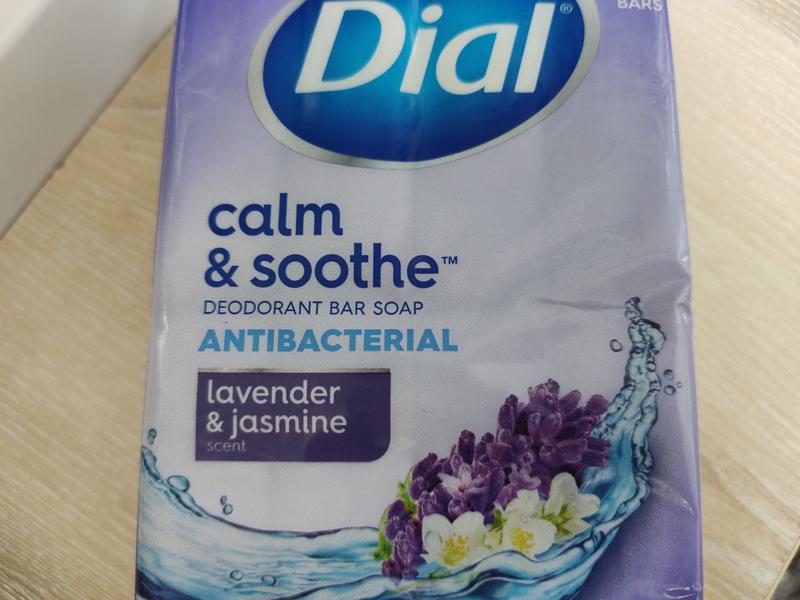 BARS
Dial®
calm
& soothe™
DEODORANT BAR SOAP
ANTIBACTERIAL
lavender
& jasmine
scent